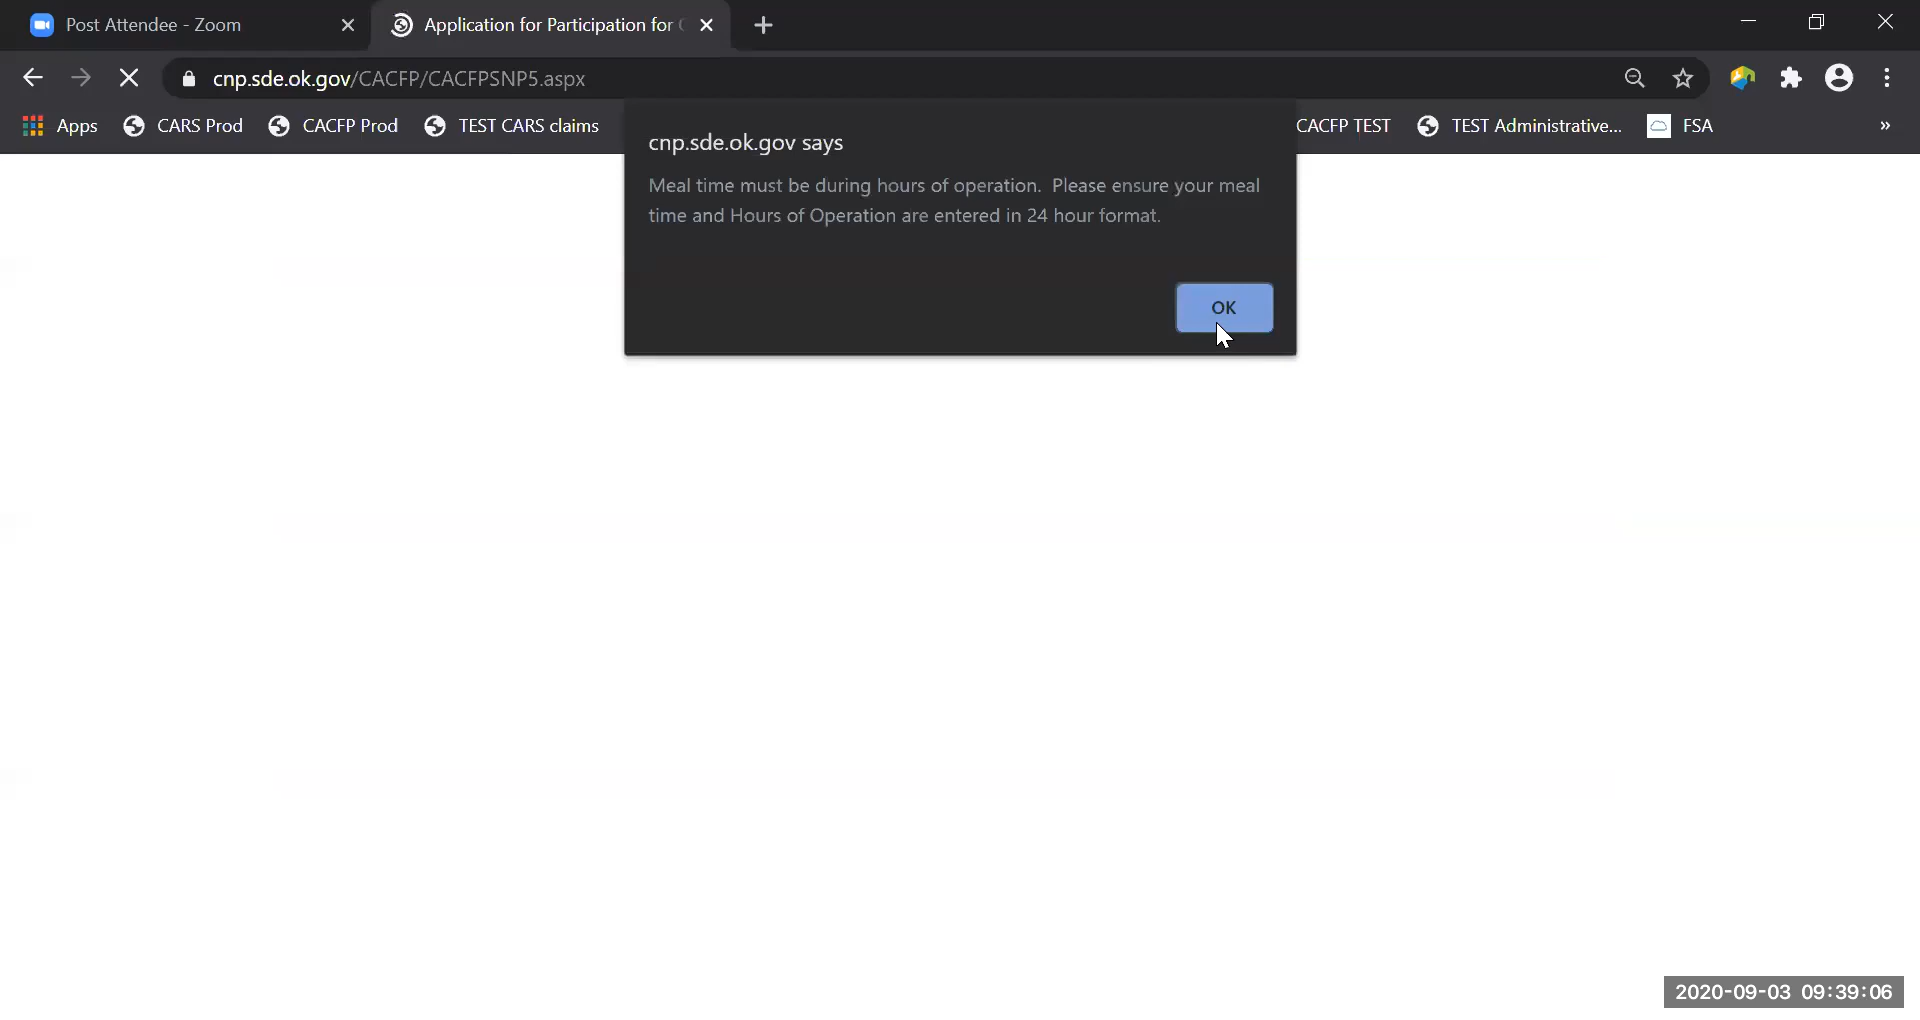 Post Attendee - Zoom
Application for Participation for
cnp.sde.ok.gov/CACFP/CACFPSNP5.aspx
Apps CARS Prod CACFP Prod TEST CARS claims CACFP TEST TEST Administrative... FSA »
cnp.sde.ok.gov says
Meal time must be during hours of operation. Please ensure your meal
time and Hours of Operation are entered in 24 hour format.
OK
2020-09-03 09:39:06